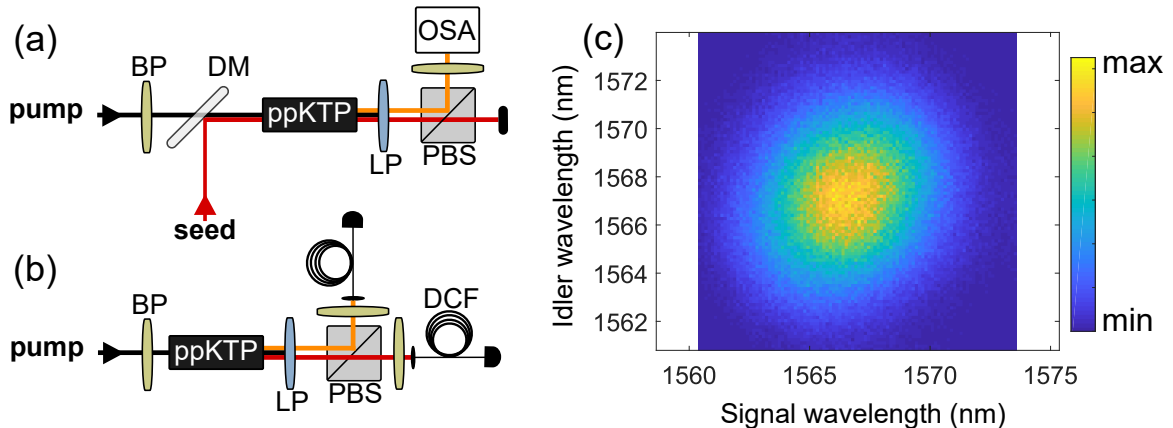 (a)
BP
DM
pump
ppKTP
LP
PBS
OSA
seed
(b)
BP
pump
ppKTP
LP
PBS
DCF
(c)
Idler wavelength (nm)
1572
1570
1568
1566
1564
1562
1560
1565
1570
1575
Signal wavelength (nm)
max
min